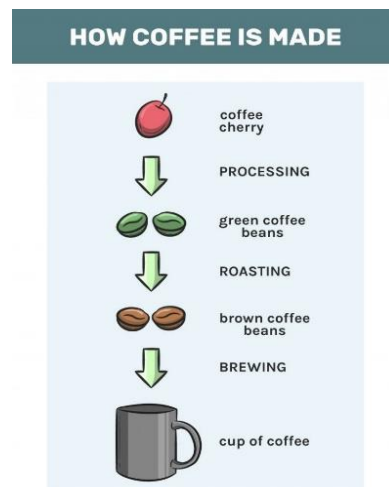 HOW COFFEE IS MADE
coffee
cherry
PROCESSING
green coffee
beans
ROASTING
brown coffee
beans
BREWING
cup of coffee